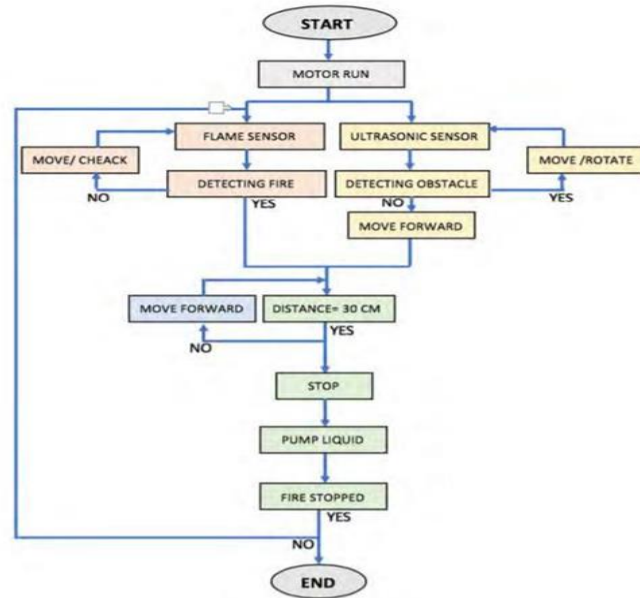 START
MOTOR RUN
FLAME SENSOR
ULTRASONIC SENSOR
MOVE/ CHEACK
MOVE /ROTATE
DETECTING FIRE
DETECTING OBSTACLE
NO
YES
NO
YES
MOVE FORWARD
MOVE FORWARD
DISTANCE= 30 CM
YES
NO
STOP
PUMP LIQUID
FIRE STOPPED
YES
NO
END